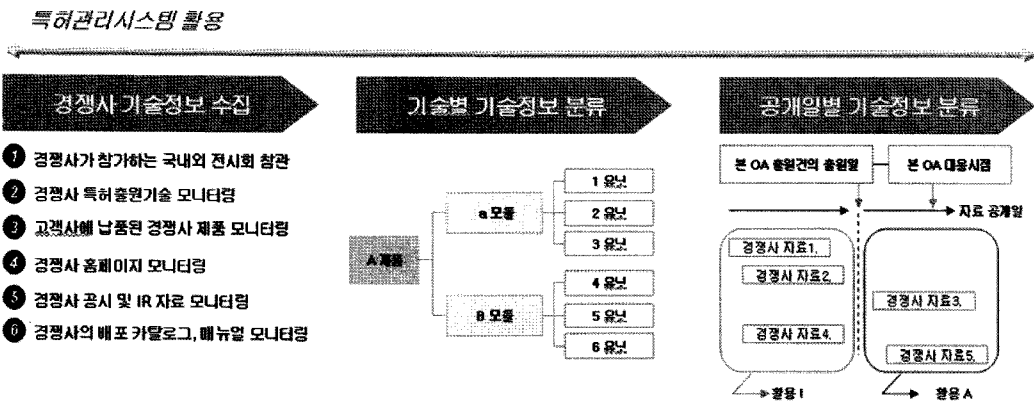 특허관리시스템 활용
경쟁사 기술정보 수집
1 경쟁사가 참가하는 국내외 전시회 참관
2 경쟁사 특허출원기술 모니터링
3 고객사에 납품된 경쟁사 제품 모니터링
4 경쟁사 홈페이지 모니터링
5 경쟁사 공시 및 IR 자료 모니터링
6 경쟁사의 배포 카탈로그, 메뉴얼 모니터링
기술별 기술정보 분류
A 제품
a 모듈
1 유닛
2 유닛
3 유닛
B 모듈
4 유닛
5 유닛
6 유닛
공개일별 기술정보 분류
본 OA 출원건의 출원일
본 OA 대응시점
자료 공개일
경쟁사 자료1.
경쟁사 자료2.
경쟁사 자료3.
경쟁사 자료4.
경쟁사 자료5.
활용 I
활용 A